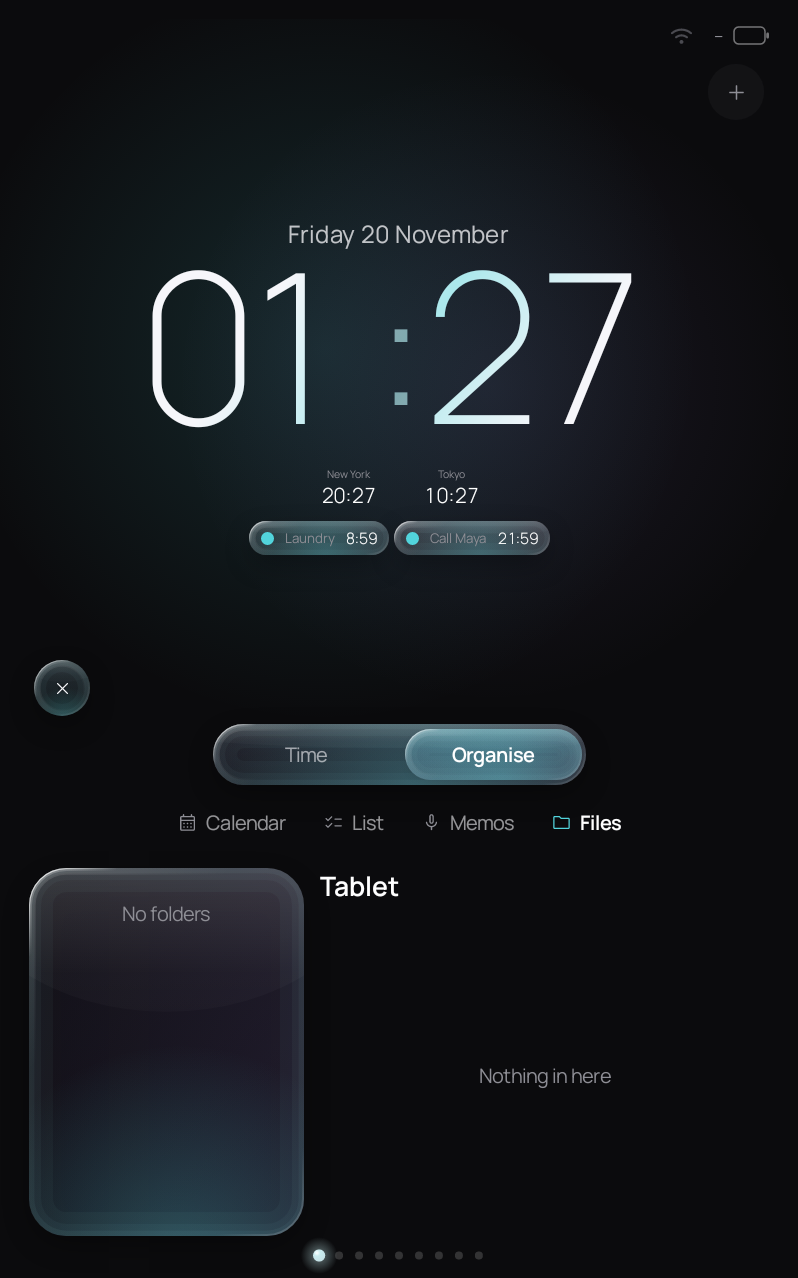 –
+
Friday 20 November
01:27
New York Tokyo
20:27 10:27
Laundry 8:59 Call Maya 21:59
Time Organise
Calendar List Memos Files
Tablet
No folders
Nothing in here